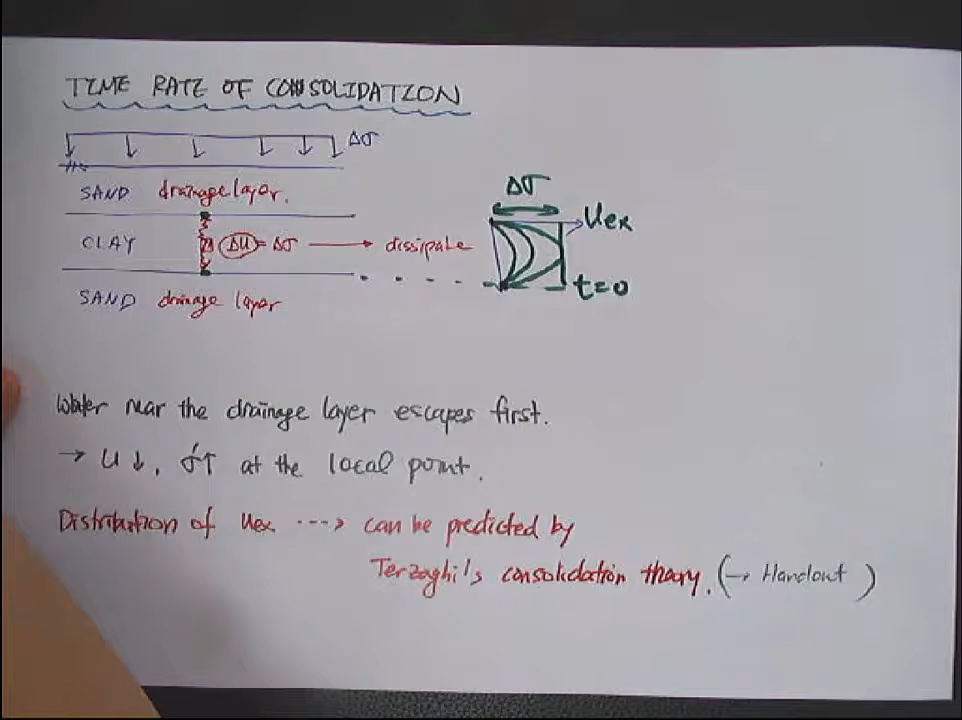 TIME RATE OF CONSOLIDATION
Δσ
SAND drainage layer.
Δσ
Uex
CLAY ΔU = Δσ → dissipate
t=0
SAND drainage layer
Water near the drainage layer escapes first.
→ U↓, σ'↑ at the local point.
Distribution of Uex ---> can be predicted by
Terzaghi's consolidation theory. (→ Handout)